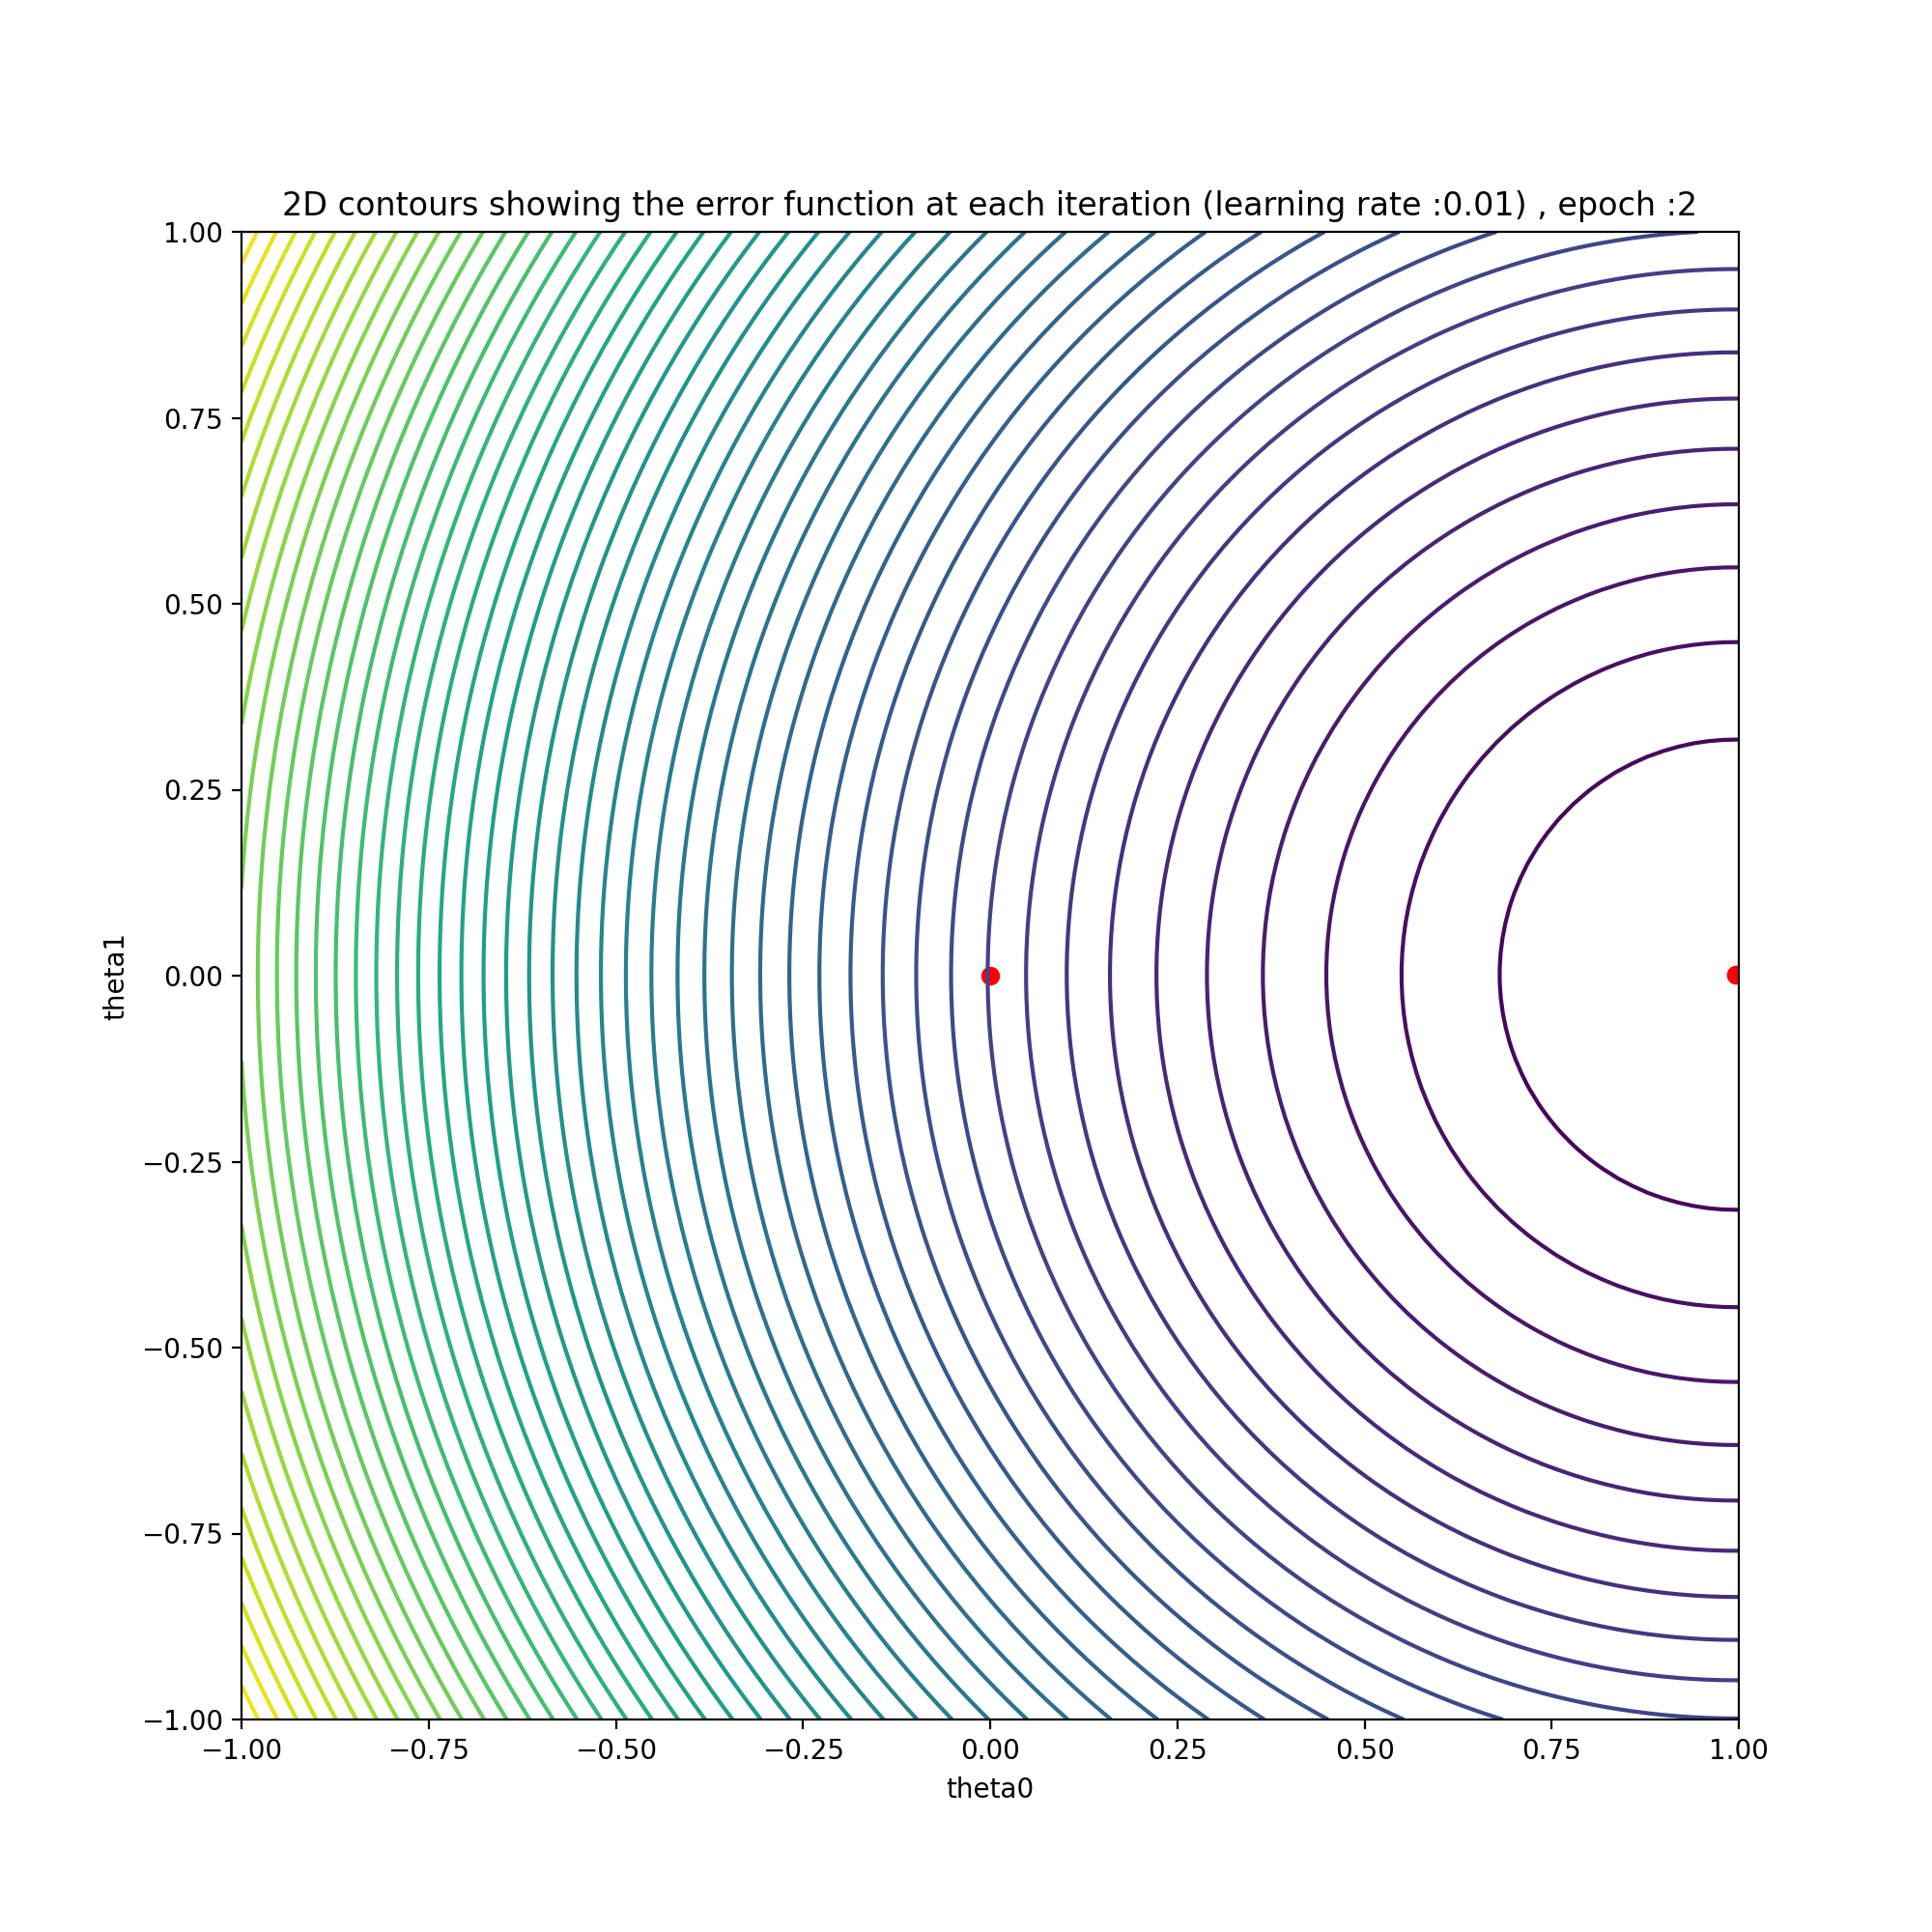 2D contours showing the error function at each iteration (learning rate :0.01) , epoch :2
1.00
0.75
0.50
0.25
0.00
−0.25
−0.50
−0.75
−1.00
theta1
−1.00 −0.75 −0.50 −0.25 0.00 0.25 0.50 0.75 1.00
theta0